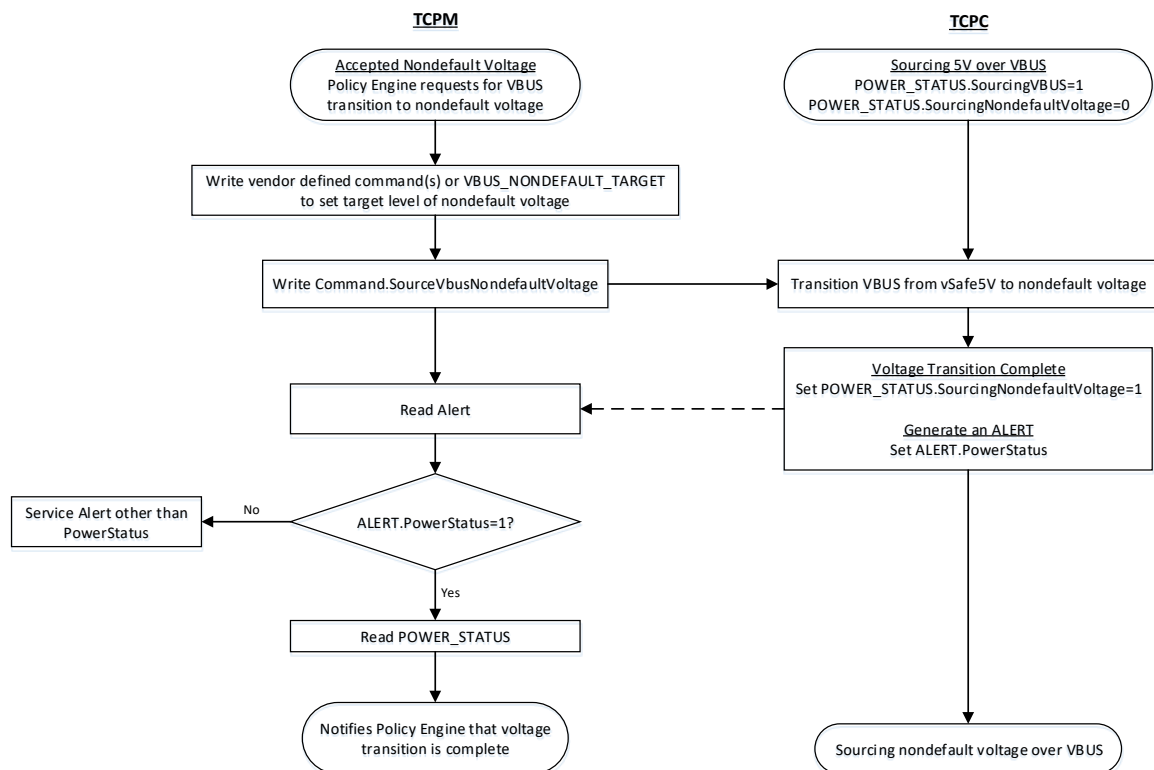 TCPM
TCPC
Accepted Nondefault Voltage
Policy Engine requests for VBUS
transition to nondefault voltage
Sourcing 5V over VBUS
POWER_STATUS.SourcingVBUS=1
POWER_STATUS.SourcingNondefaultVoltage=0
Write vendor defined command(s) or VBUS_NONDEFAULT_TARGET
to set target level of nondefault voltage
Write Command.SourceVbusNondefaultVoltage
Transition VBUS from vSafe5V to nondefault voltage
Voltage Transition Complete
Set POWER_STATUS.SourcingNondefaultVoltage=1
Generate an ALERT
Set ALERT.PowerStatus
Read Alert
ALERT.PowerStatus=1?
No
Service Alert other than
PowerStatus
Yes
Read POWER_STATUS
Notifies Policy Engine that voltage
transition is complete
Sourcing nondefault voltage over VBUS